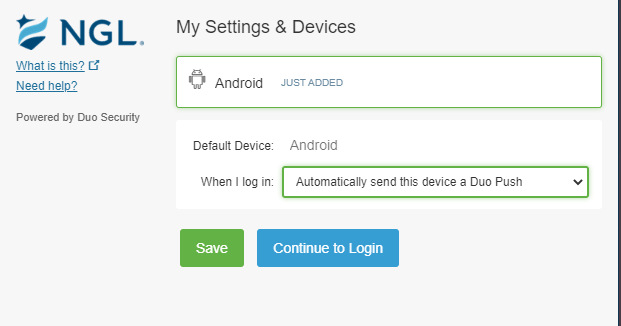 NGL.
What is this?
Need help?
Powered by Duo Security
My Settings & Devices
Android JUST ADDED
Default Device: Android
When I log in: Automatically send this device a Duo Push
Save Continue to Login